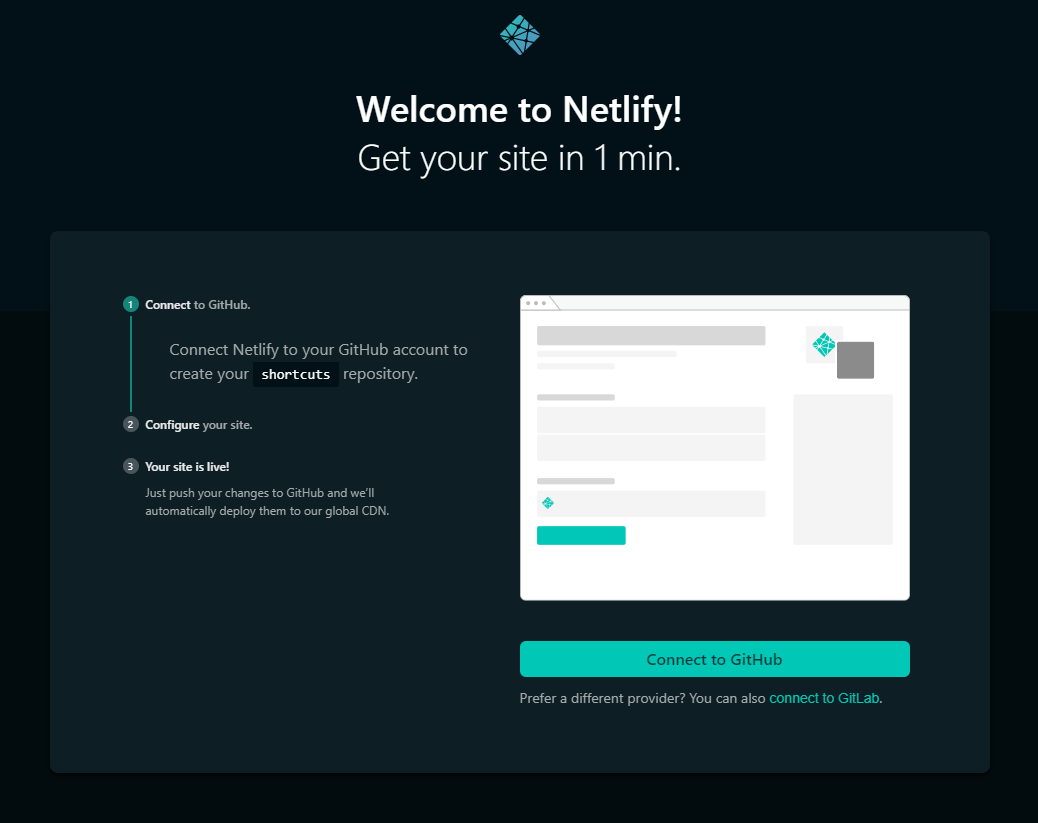 Welcome to Netlify!
Get your site in 1 min.
1 Connect to GitHub.
Connect Netlify to your GitHub account to
create your shortcuts repository.
2 Configure your site.
3 Your site is live!
Just push your changes to GitHub and we'll
automatically deploy them to our global CDN.
Connect to GitHub
Prefer a different provider? You can also connect to GitLab.